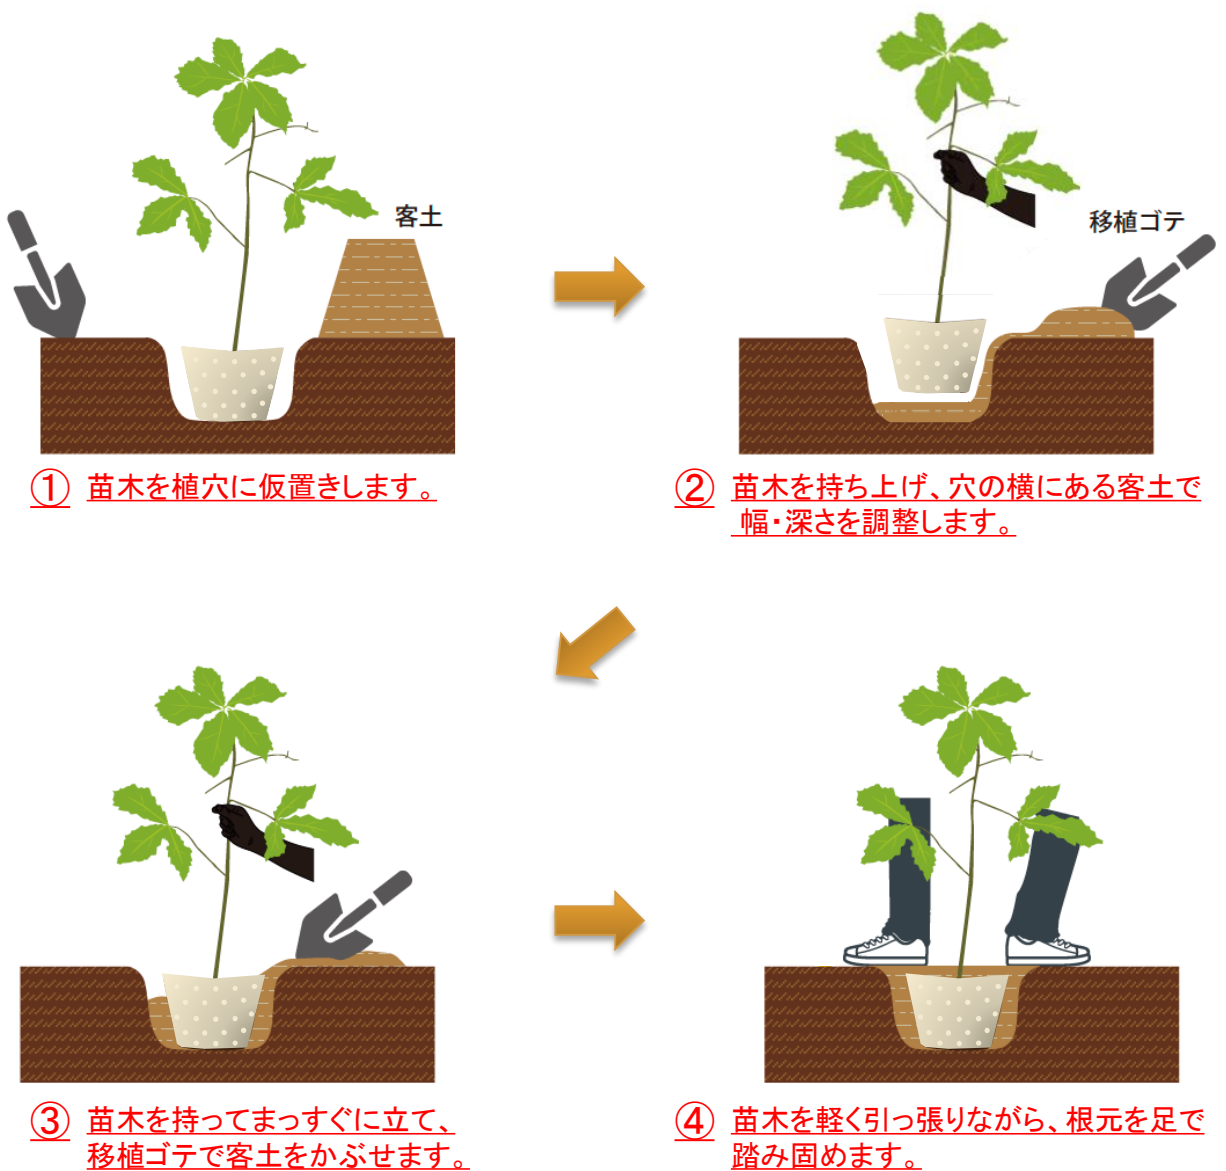 客土
移植ゴテ
① 苗木を植穴に仮置きします。
② 苗木を持ち上げ、穴の横にある客土で
幅・深さを調整します。
③ 苗木を持ってまっすぐに立て、
移植ゴテで客土をかぶせます。
④ 苗木を軽く引っ張りながら、根元を足で
踏み固めます。